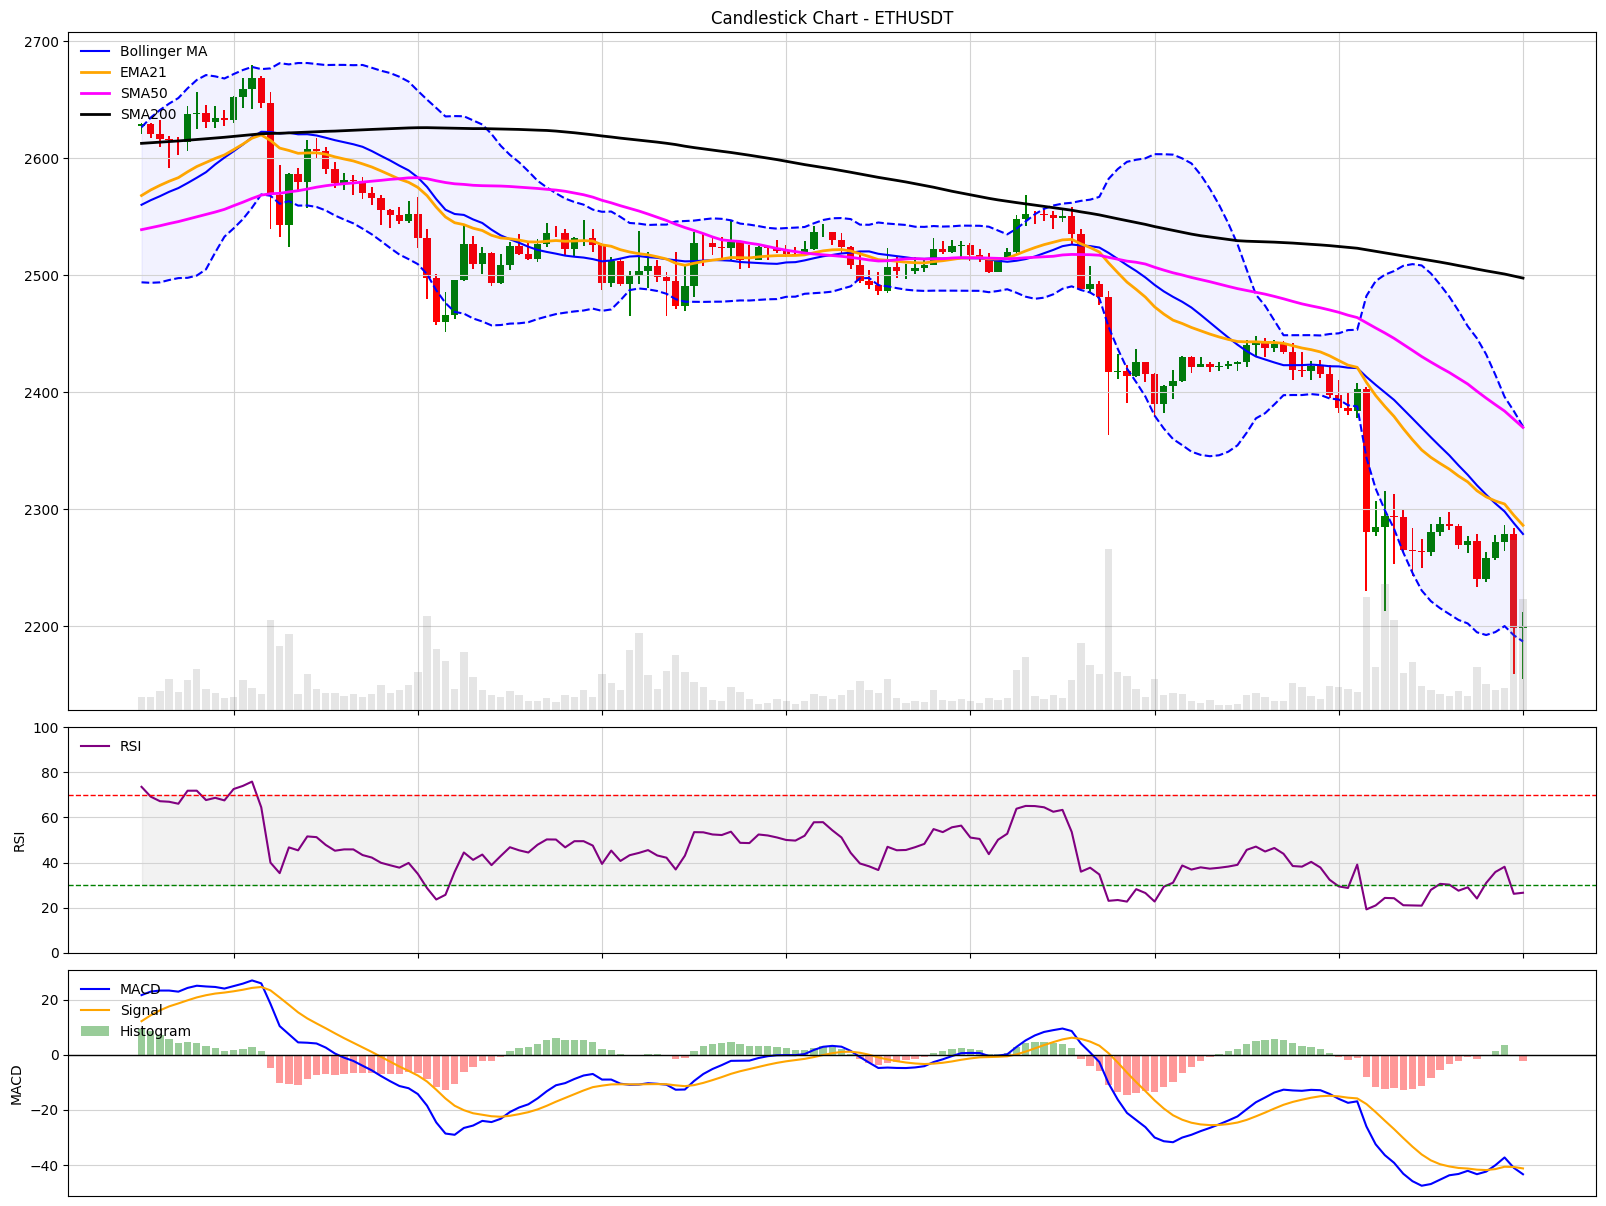 Candlestick Chart - ETHUSDT
2700
2600
2500
2400
2300
2200
Bollinger MA
EMA21
SMA50
SMA200
100
80
60
40
20
0
RSI
RSI
20
0
−20
−40
MACD
MACD
Signal
Histogram